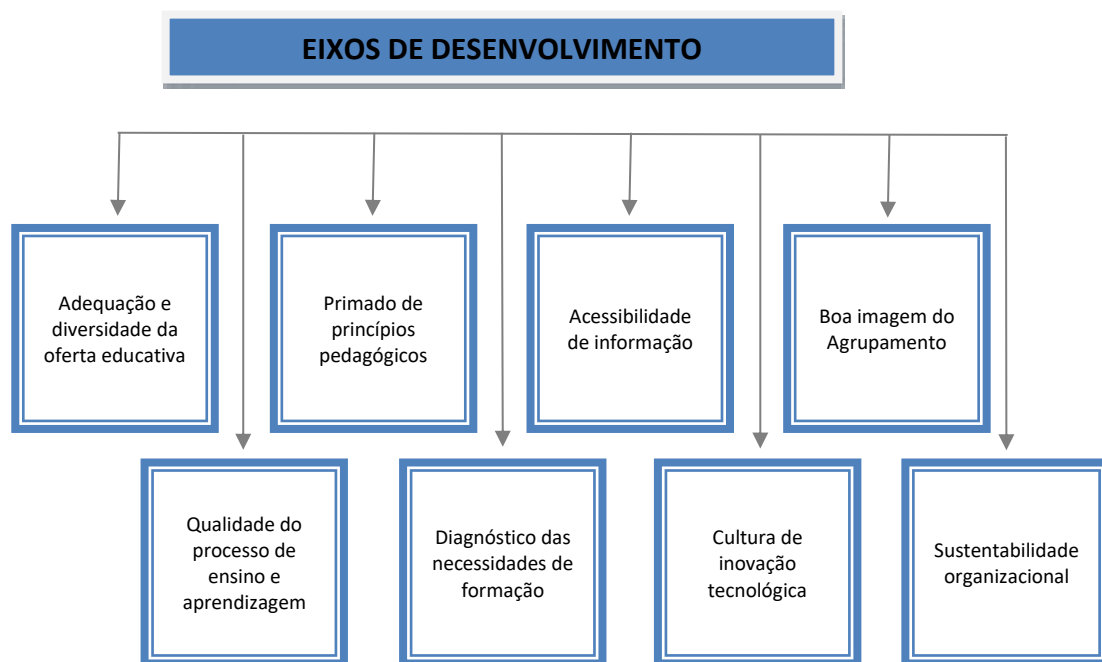 EIXOS DE DESENVOLVIMENTO
Adequação e
diversidade da
oferta educativa
Primado de
princípios
pedagógicos
Acessibilidade
de informação
Boa imagem do
Agrupamento
Qualidade do
processo de
ensino e
aprendizagem
Diagnóstico das
necessidades de
formação
Cultura de
inovação
tecnológica
Sustentabilidade
organizacional